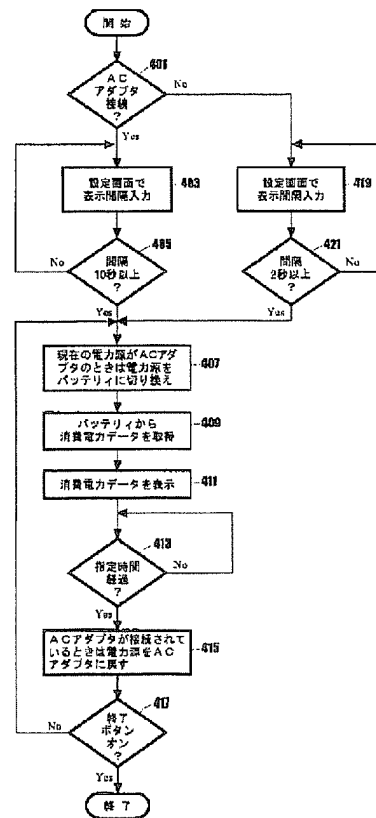 開始
401
AC
アダプタ
接続
?
No
Yes
設定画面で
表示間隔入力
403
設定画面で
表示間隔入力
419
405
間隔
10秒以上
?
No
Yes
421
間隔
2秒以上
?
No
Yes
現在の電力源がACアダ
プタのときは電力源を
バッテリィに切り換え
407
バッテリィから
消費電力データを取得
409
消費電力データを表示
411
413
指定時間
経過
?
No
Yes
ACアダプタが接続されて
いるときは電力源をAC
アダプタに戻す
415
417
終了
ボタン
オン
?
No
Yes
終了